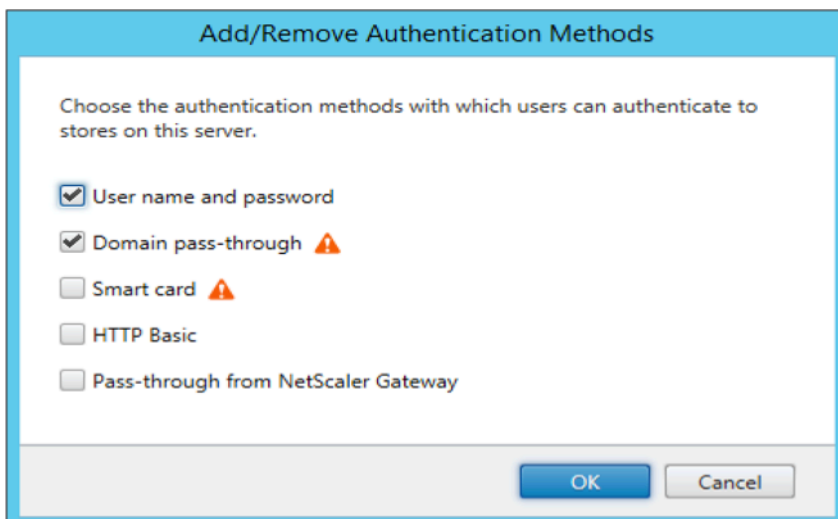 Add/Remove Authentication Methods
Choose the authentication methods with which users can authenticate to
stores on this server.
User name and password
Domain pass-through
Smart card
HTTP Basic
Pass-through from NetScaler Gateway
OK
Cancel